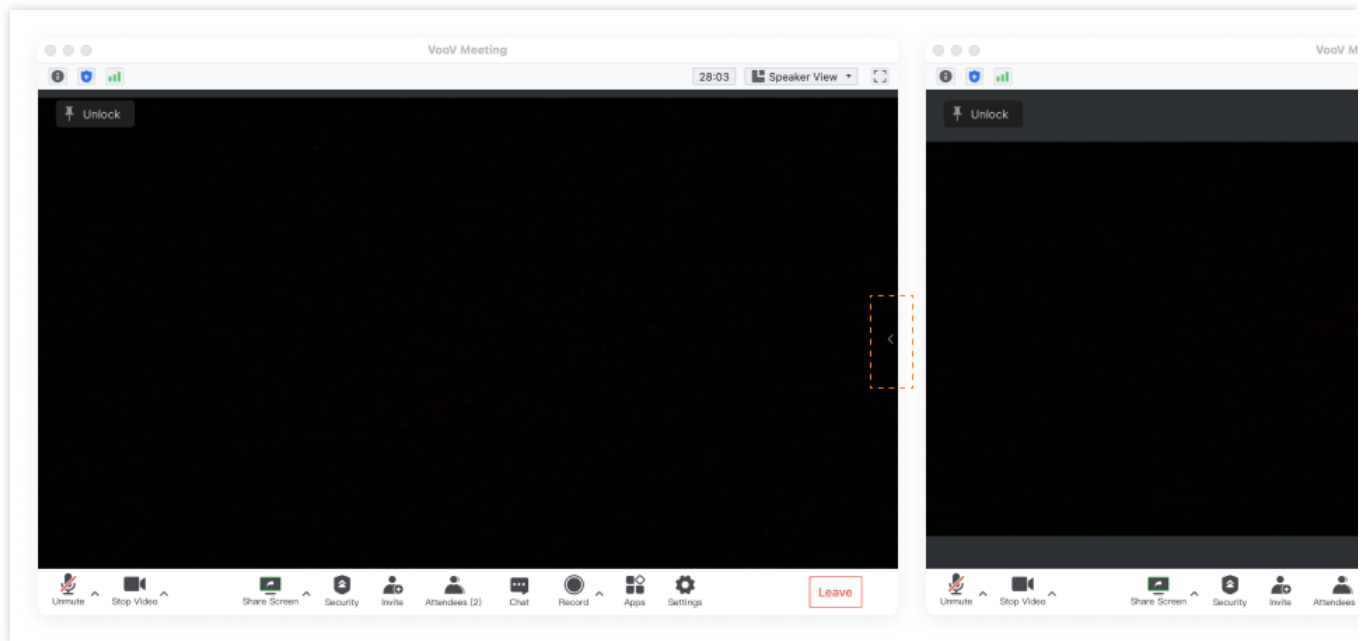 VooV Meeting
28:03 Speaker View
Unlock
Unmute Stop Video Share Screen Security Invite Attendees (2) Chat Record Apps Settings Leave
VooV M
Unlock
Unmute Stop Video Share Screen Security Invite Attendees